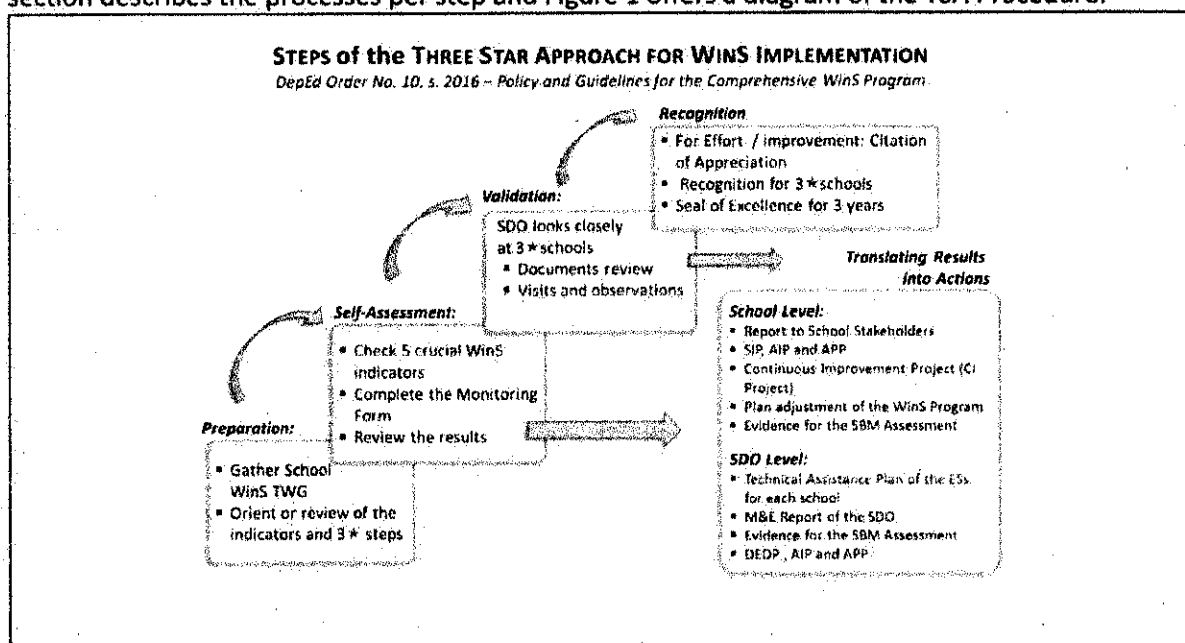 section describes the processes per step and Figure 1 offers a diagram of the TSA Procedure.
STEPS of the THREE STAR APPROACH FOR WINS IMPLEMENTATION
DepEd Order No. 10, s. 2016 – Policy and Guidelines for the Comprehensive WinS Program
Recognition
▪ For Effort / improvement: Citation
of Appreciation
▪ Recognition for 3★schools
▪ Seal of Excellence for 3 years
Validation:
SDO looks closely
at 3★schools
▪ Documents review
▪ Visits and observations
Self-Assessment:
▪ Check 5 crucial WinS
indicators
▪ Complete the Monitoring
Form
▪ Review the results
Preparation:
▪ Gather School
WinS TWG
▪ Orient or review of the
indicators and 3★ steps
Translating Results
into Actions
School Level:
▪ Report to School Stakeholders
▪ SIP, AIP and APP
▪ Continuous Improvement Project (CI
Project)
▪ Plan adjustment of the WinS Program
▪ Evidence for the SBM Assessment
SDO Level:
▪ Technical Assistance Plan of the ESs
for each school
▪ M&E Report of the SDO
▪ Evidence for the SBM Assessment
▪ DEDP, AIP and APP